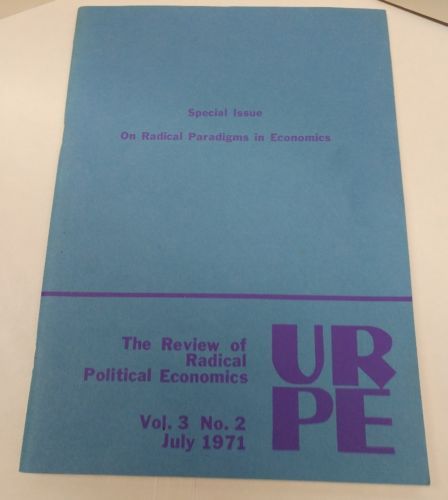 Special Issue
On Radical Paradigms in Economics
The Review of
Radical
Political Economics
Vol. 3 No. 2
July 1971
UR
PE